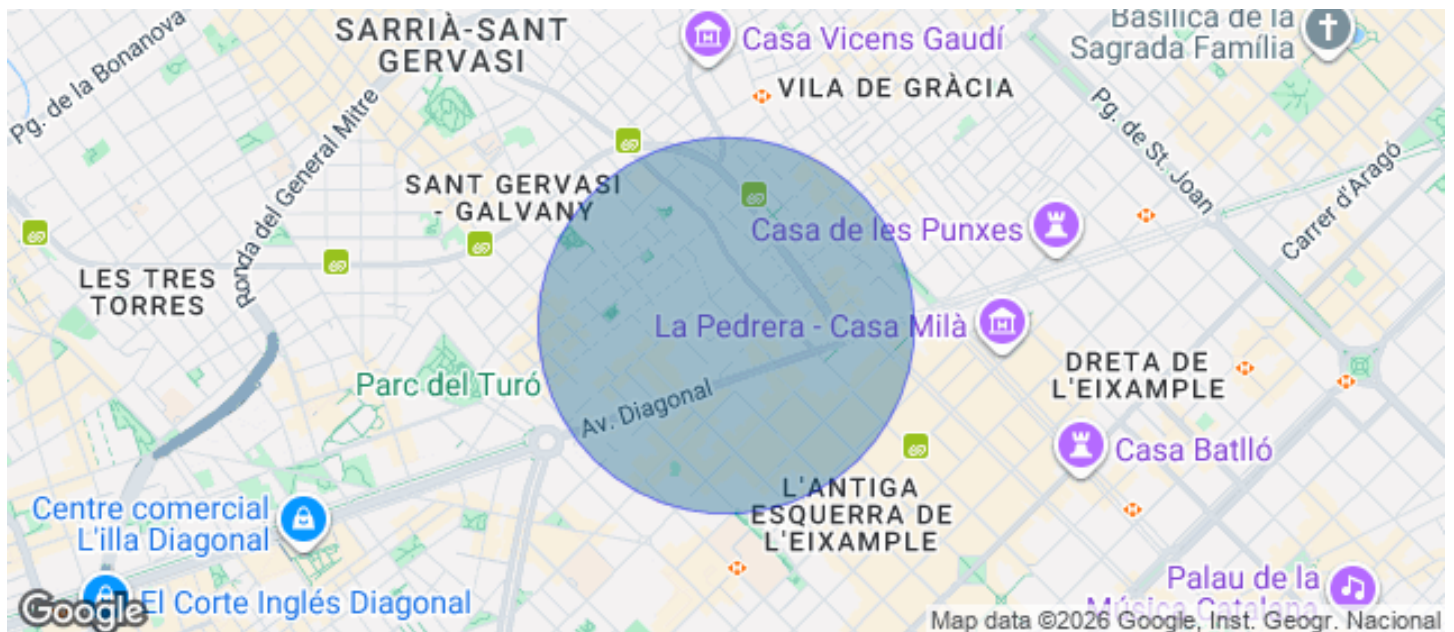 Basílica de la
Sagrada Família
SARRIÀ-SANT
GERVASI
Casa Vicens Gaudí
Pg. de la Bonanova
VILA DE GRÀCIA
Ronda del General Mitre
Pg. de St. Joan
Carrer d'Aragó
SANT GERVASI
- GALVANY
Casa de les Punxes
LES TRES
TORRES
La Pedrera - Casa Milà
DRETA DE
L'EIXAMPLE
Parc del Turó
Av. Diagonal
Casa Batlló
L'ANTIGA
ESQUERRA DE
L'EIXAMPLE
Centre comercial
L'illa Diagonal
El Corte Inglés Diagonal
Palau de la
Música Catalana
Google
Map data ©2026 Google, Inst. Geogr. Nacional